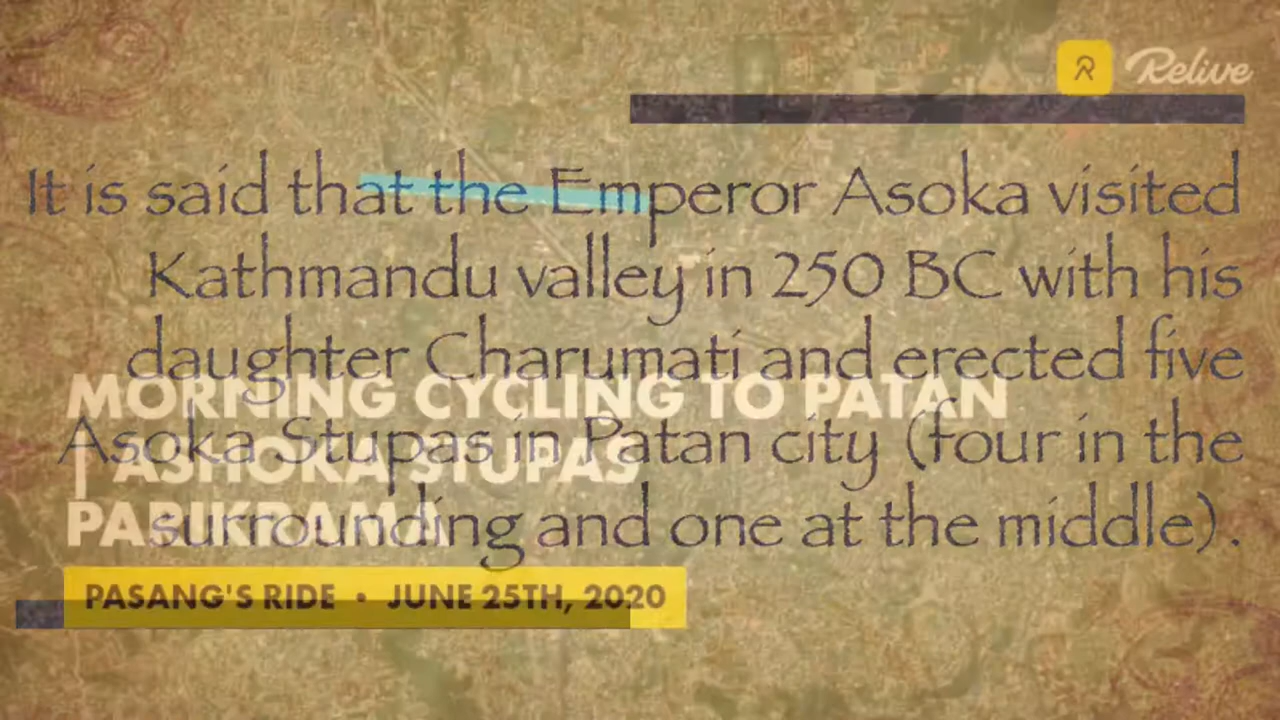 Relive
It is said that the Emperor Asoka visited
Kathmandu valley in 250 BC with his
daughter Charumati and erected five
Asoka Stupas in Patan city (four in the
surrounding and one at the middle).
MORNING CYCLING TO PATAN
| ASHOKA STUPAS
PARIKRAMA
PASANG'S RIDE • JUNE 25TH, 2020